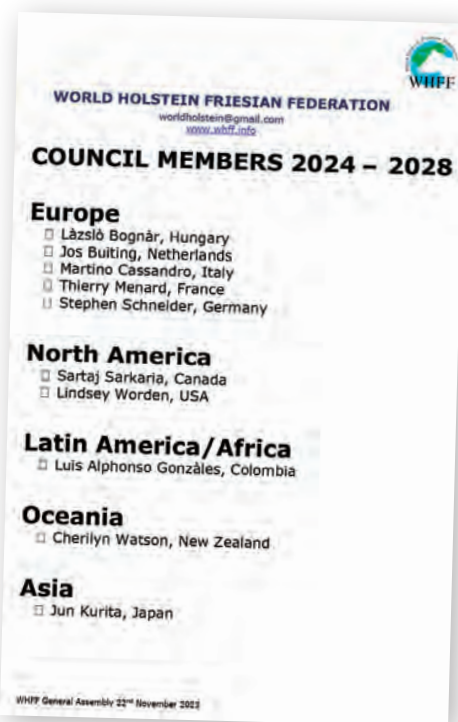 WHFF
WORLD HOLSTEIN FRIESIAN FEDERATION
worldholstein@gmail.com
www.whff.info
COUNCIL MEMBERS 2024 – 2028
Europe
Làzslò Bognàr, Hungary
Jos Buiting, Netherlands
Martino Cassandro, Italy
Thierry Menard, France
Stephen Schneider, Germany
North America
Sartaj Sarkaria, Canada
Lindsey Worden, USA
Latin America/Africa
Luis Alphonso Gonzàles, Colombia
Oceania
Cherilyn Watson, New Zealand
Asia
Jun Kurita, Japan
WHFF General Assembly 22nd November 2023